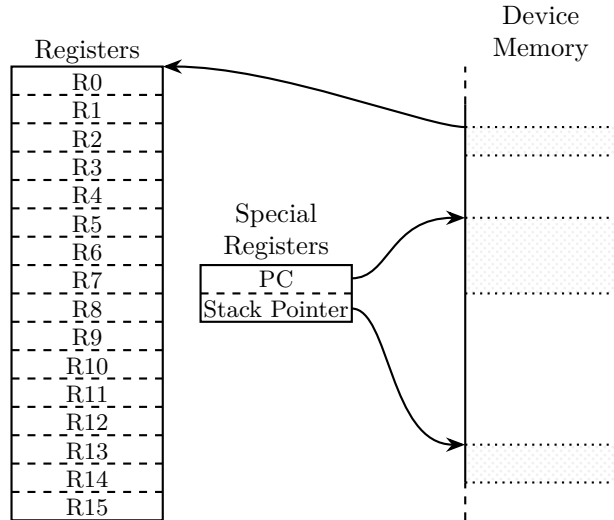 Registers
R0
R1
R2
R3
R4
R5
R6
R7
R8
R9
R10
R11
R12
R13
R14
R15
Special
Registers
PC
Stack Pointer
Device
Memory